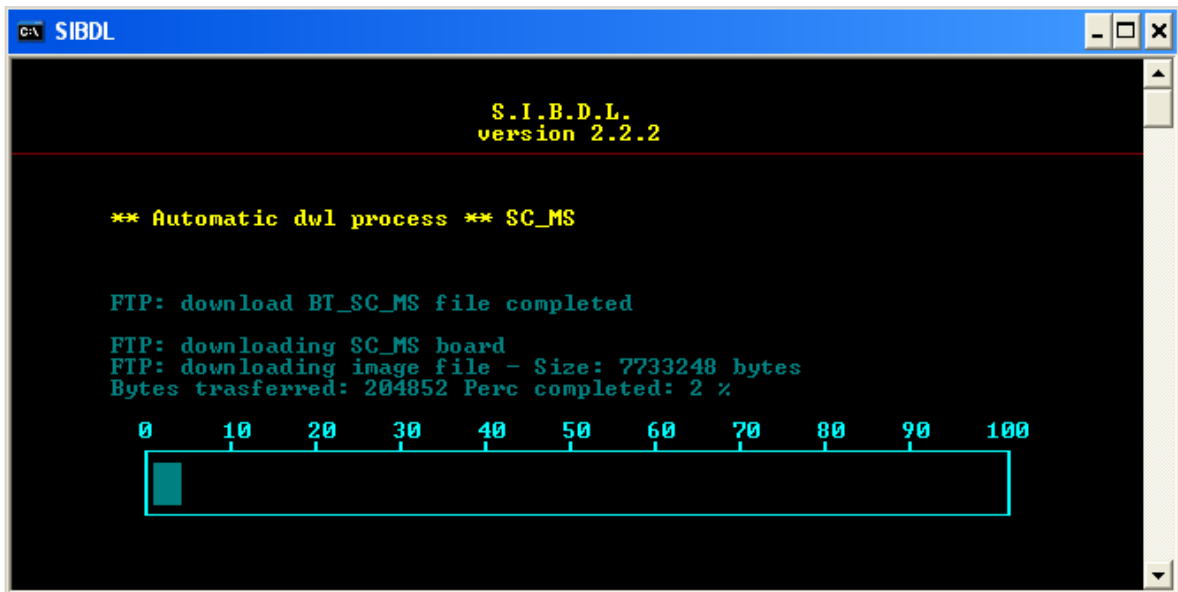 SIBDL
S.I.B.D.L.
version 2.2.2
** Automatic dwl process ** SC_MS
FTP: download BT_SC_MS file completed
FTP: downloading SC_MS board
FTP: downloading image file - Size: 7733248 bytes
Bytes trasferred: 204852 Perc completed: 2 %
0 10 20 30 40 50 60 70 80 90 100